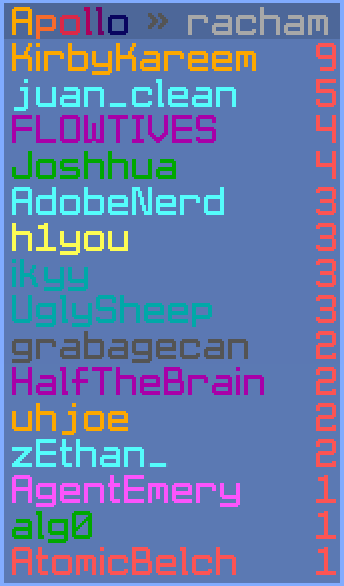 Apollo » racham
KirbyKareem 9
juan_clean 5
FLOWTIVES 4
Joshhua 4
AdobeNerd 3
h1you 3
ikyy 3
UglySheep 3
grabagecan 2
HalfTheBrain 2
uhjoe 2
zEthan_ 2
AgentEmery 1
alg0 1
AtomicBelch 1